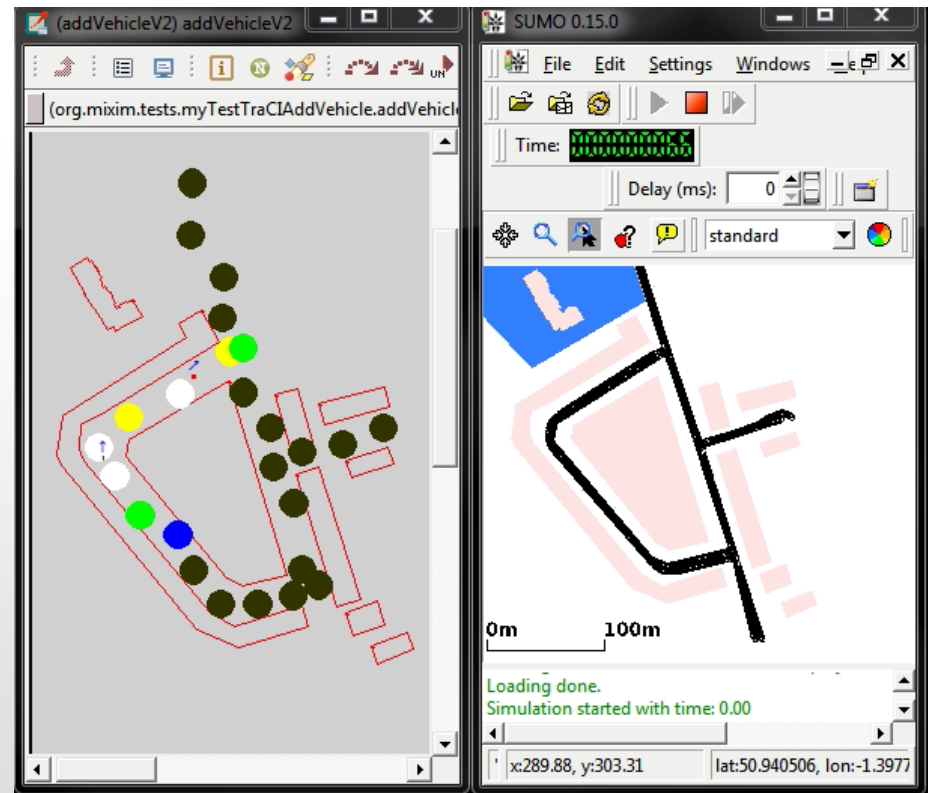 (addVehicleV2) addVehicleV2
(org.mixim.tests.myTestTraCIAddVehicle.addVehicle
SUMO 0.15.0
File Edit Settings Windows
Time: 00000000066
Delay (ms): 0
standard
0m 100m
Loading done.
Simulation started with time: 0.00
x:289.88, y:303.31 lat:50.940506, lon:-1.3977